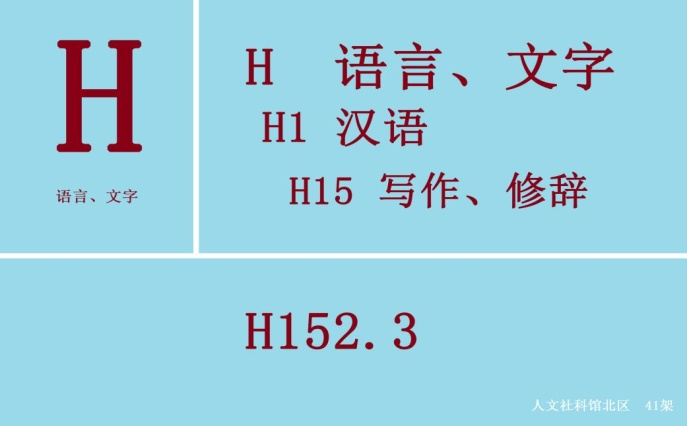 H
语言、文字
H 语言、文字
H1 汉语
H15 写作、修辞
H152.3
人文社科馆北区 41架